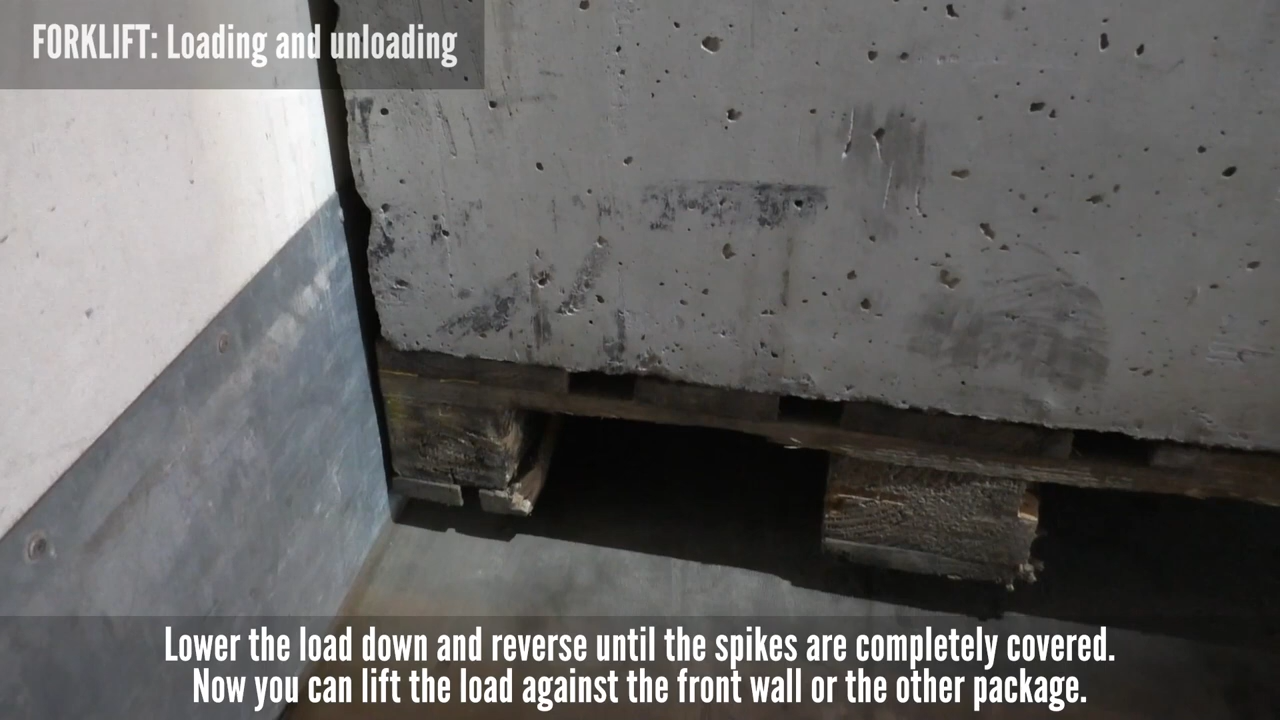 FORKLIFT: Loading and unloading
Lower the load down and reverse until the spikes are completely covered.
Now you can lift the load against the front wall or the other package.